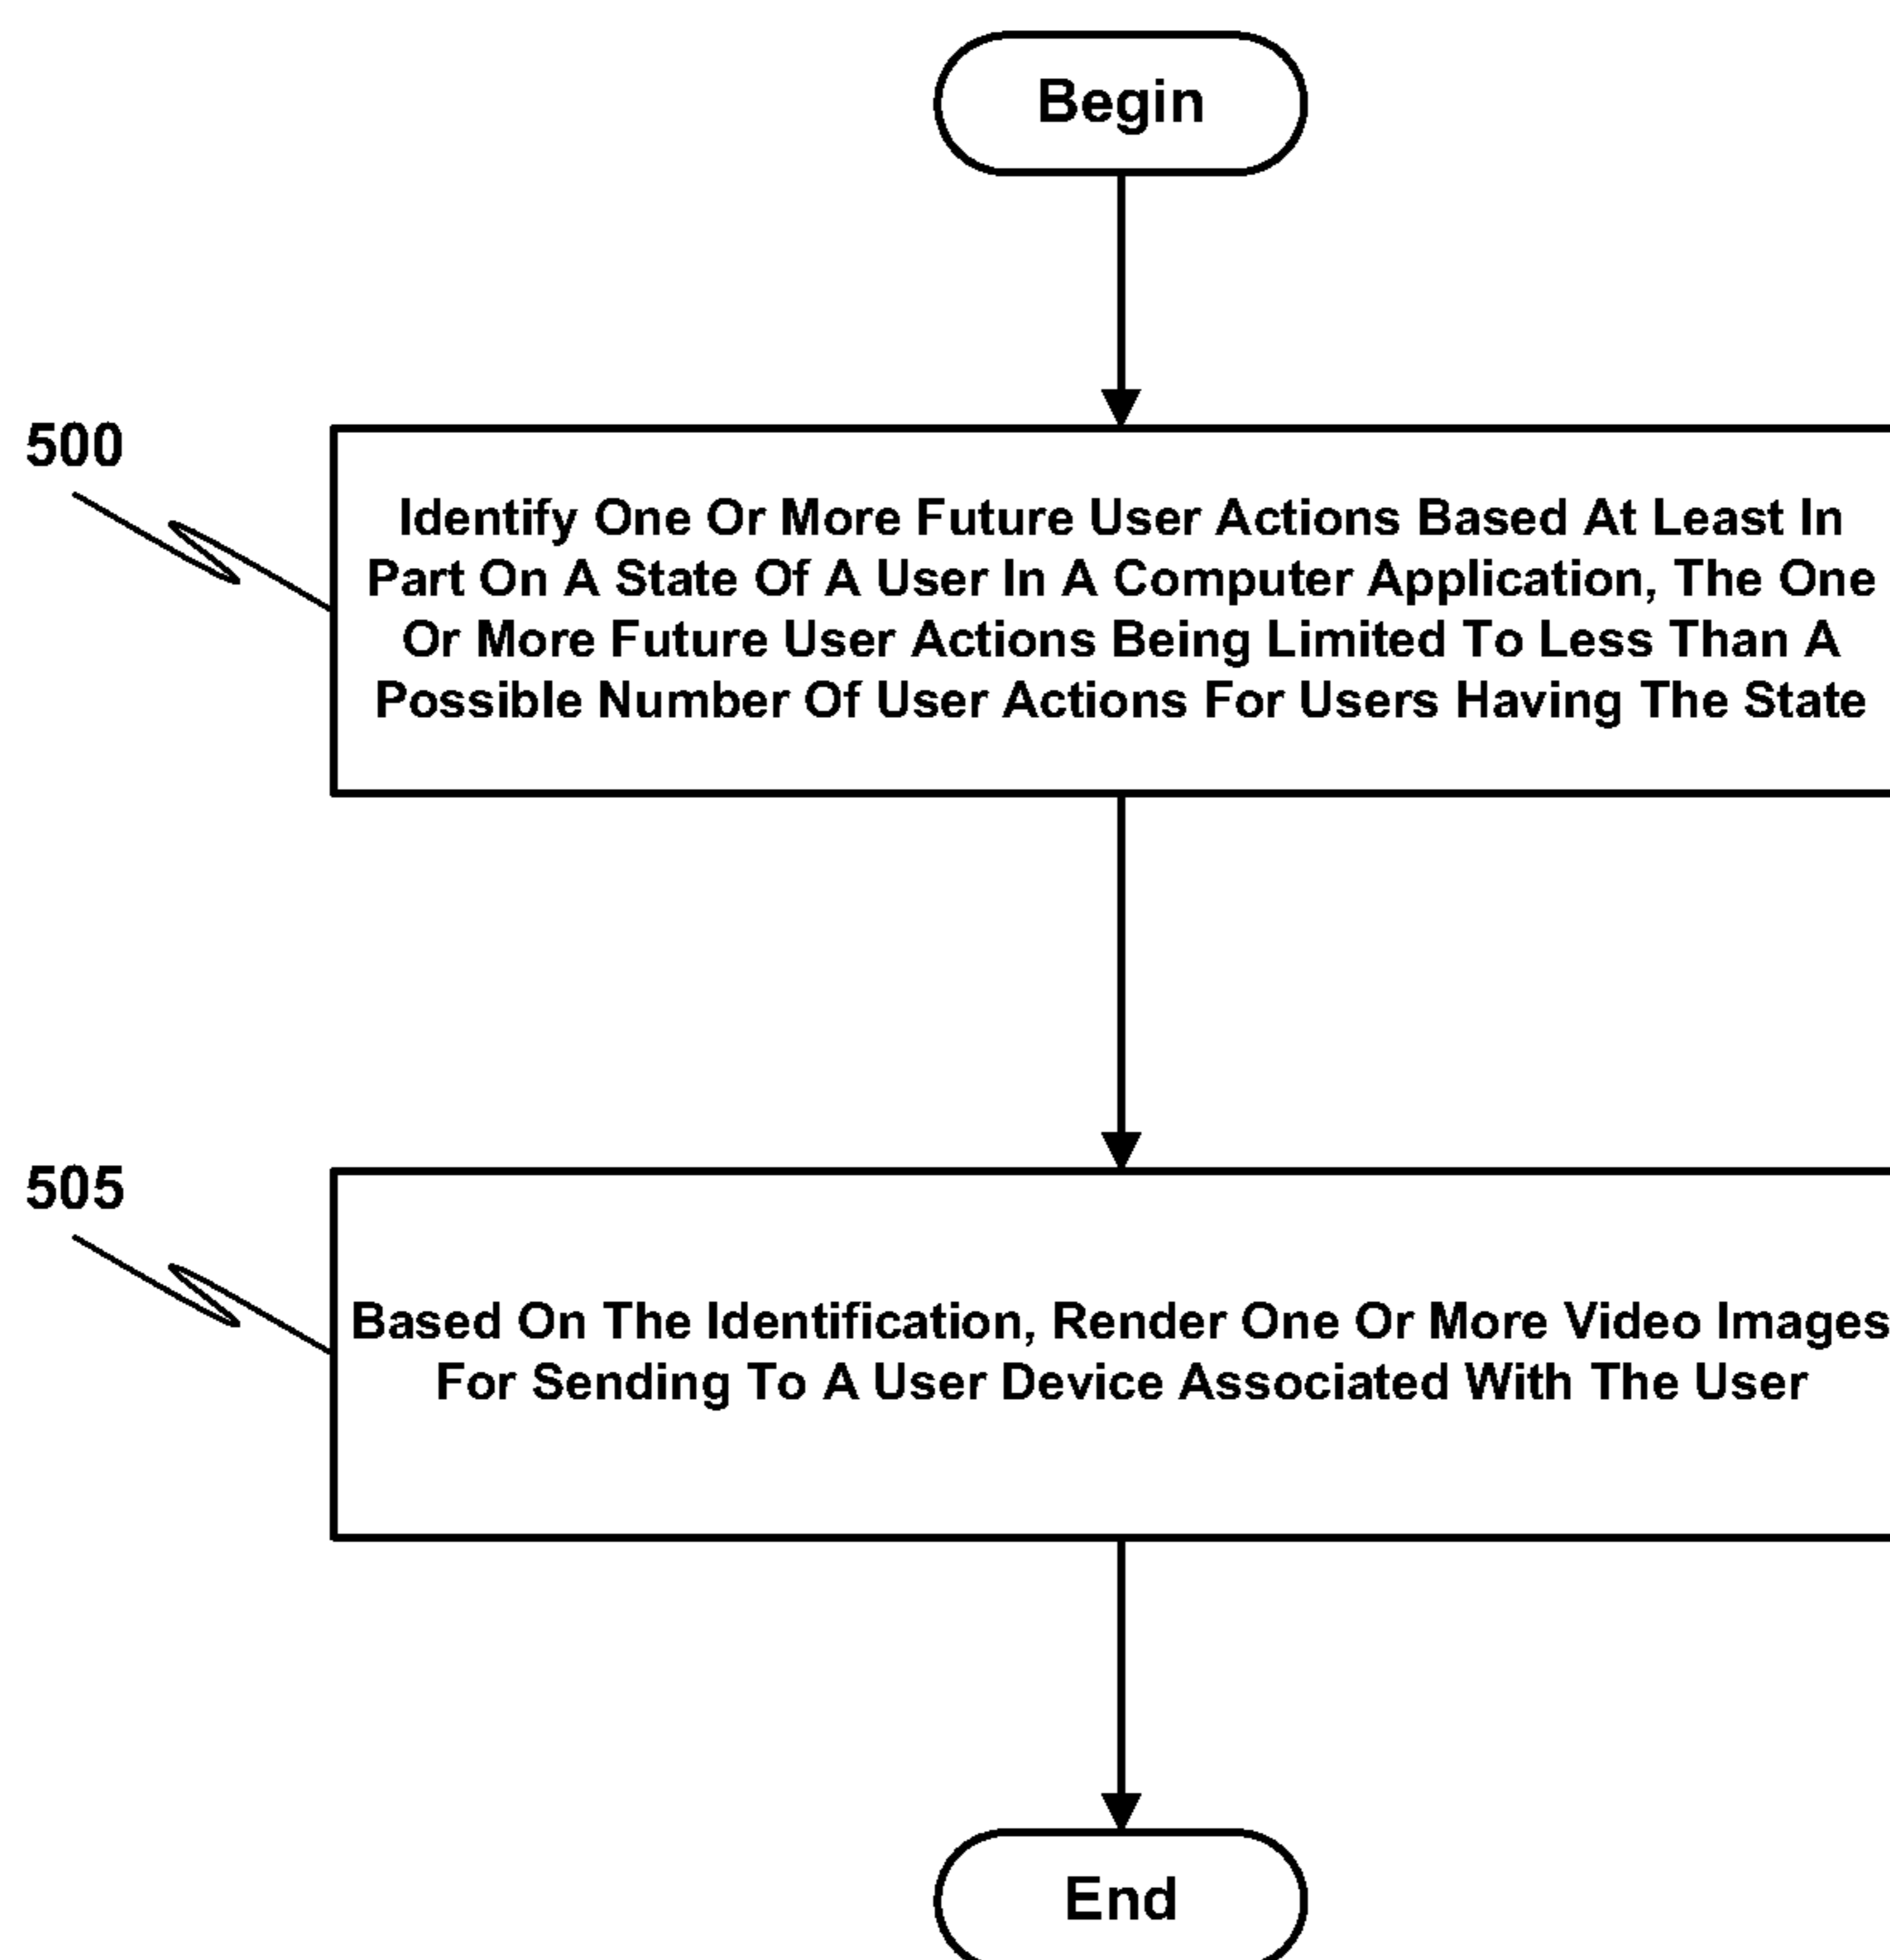 Begin
500
Identify One Or More Future User Actions Based At Least In
Part On A State Of A User In A Computer Application, The One
Or More Future User Actions Being Limited To Less Than A
Possible Number Of User Actions For Users Having The State
505
Based On The Identification, Render One Or More Video Images
For Sending To A User Device Associated With The User
End